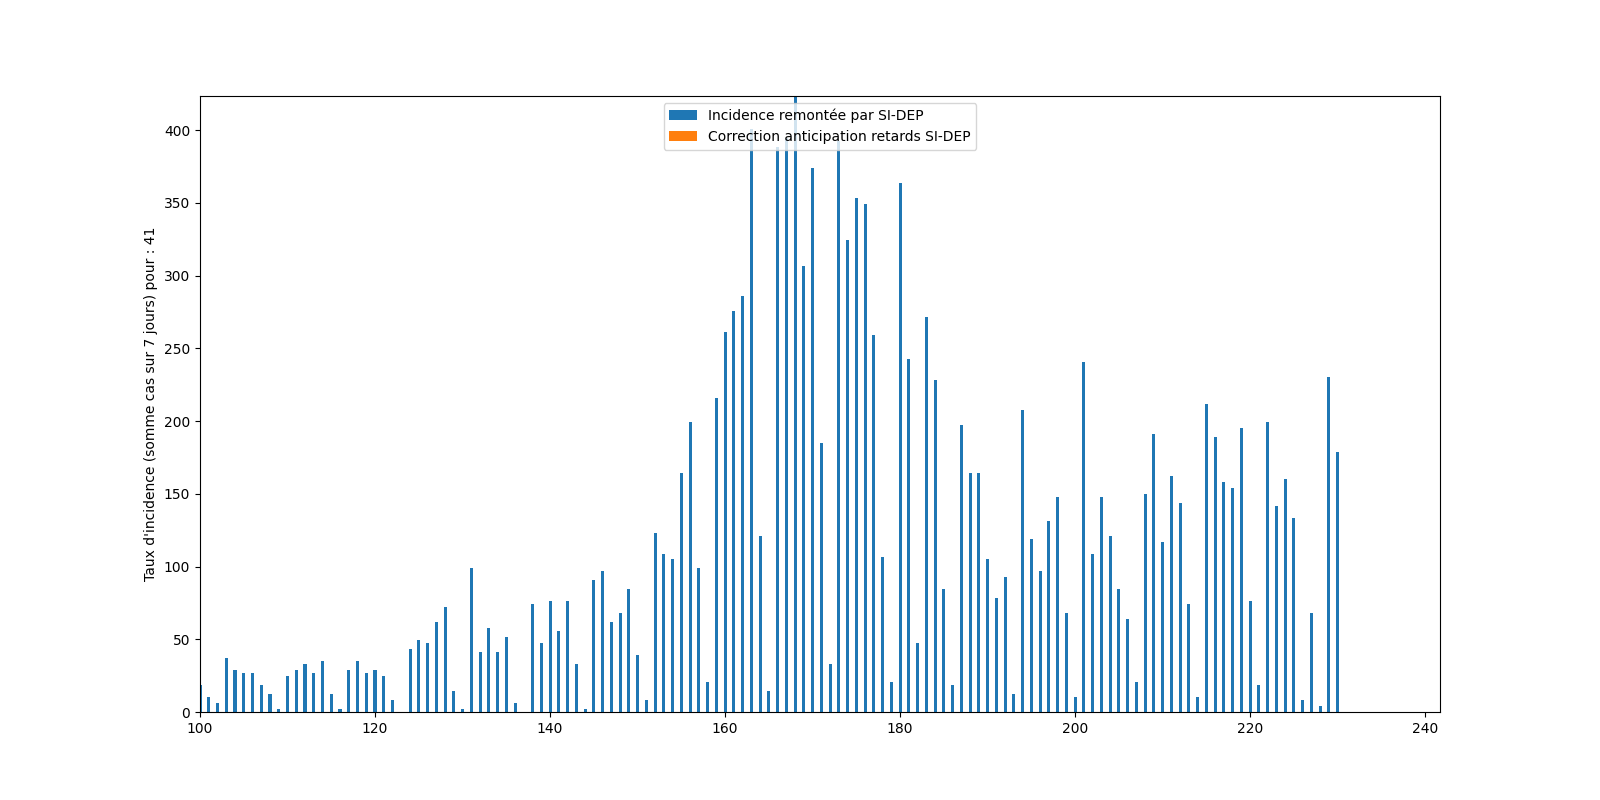 Incidence remontée par SI-DEP
Correction anticipation retards SI-DEP
Taux d'incidence (somme cas sur 7 jours) pour : 41
400
350
300
250
200
150
100
50
0
100 120 140 160 180 200 220 240